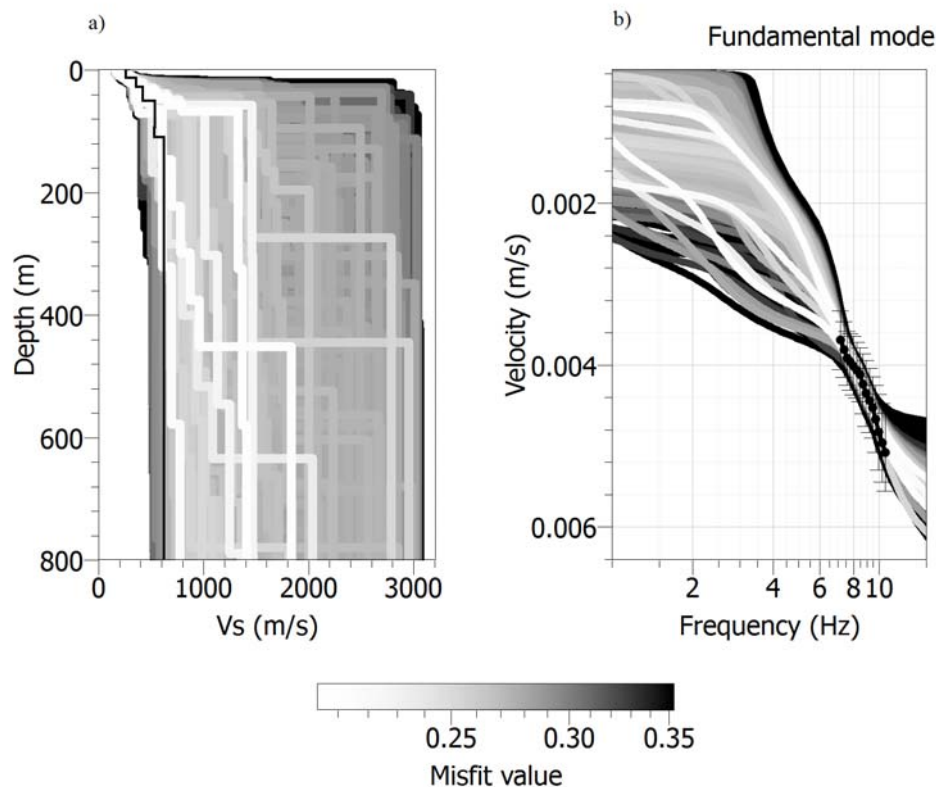 a)
b)
Fundamental mode
0
200
400
600
800
Depth (m)
0 1000 2000 3000
Vs (m/s)
0.002
0.004
0.006
Velocity (m/s)
2 4 6 8 10
Frequency (Hz)
0.25 0.30 0.35
Misfit value